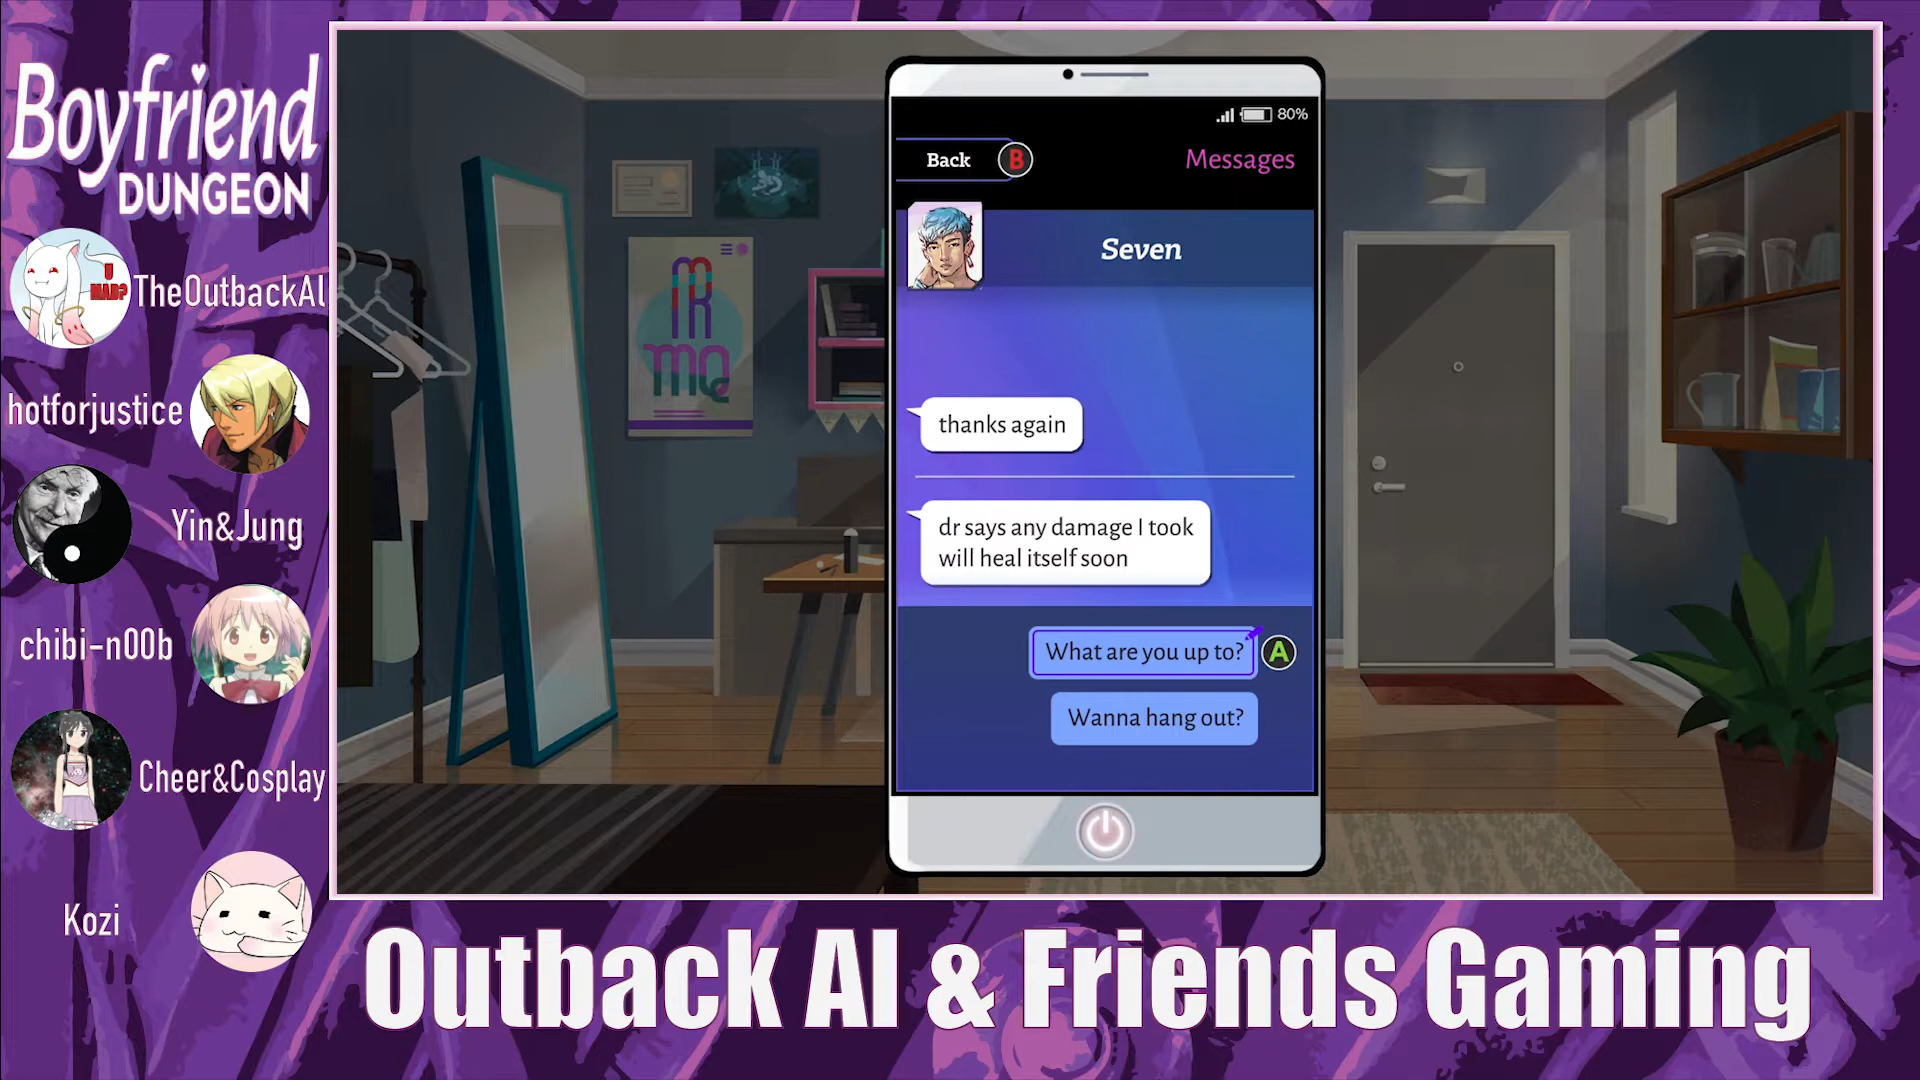 Boyfriend
DUNGEON
U
MAD?
TheOutbackAl
hotforjustice
Yin&Jung
chibi-n00b
Cheer&Cosplay
Kozi
80%
Back
B
Messages
Seven
thanks again
dr says any damage I took
will heal itself soon
What are you up to?
A
Wanna hang out?
Outback Al & Friends Gaming